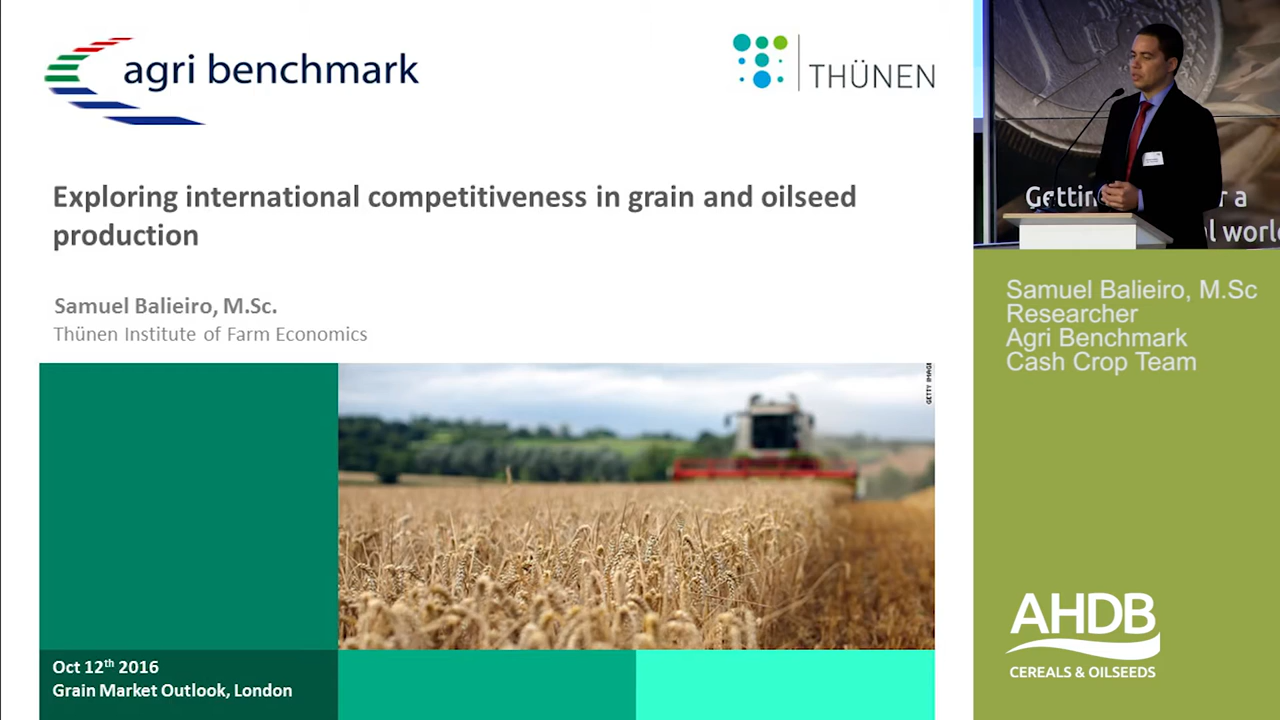 agri benchmark
THÜNEN
Exploring international competitiveness in grain and oilseed
production
Samuel Balieiro, M.Sc.
Thünen Institute of Farm Economics
GETTY IMAGE
Oct 12th 2016
Grain Market Outlook, London
Samuel Balieiro, M.Sc
Researcher
Agri Benchmark
Cash Crop Team
AHDB
CEREALS & OILSEEDS